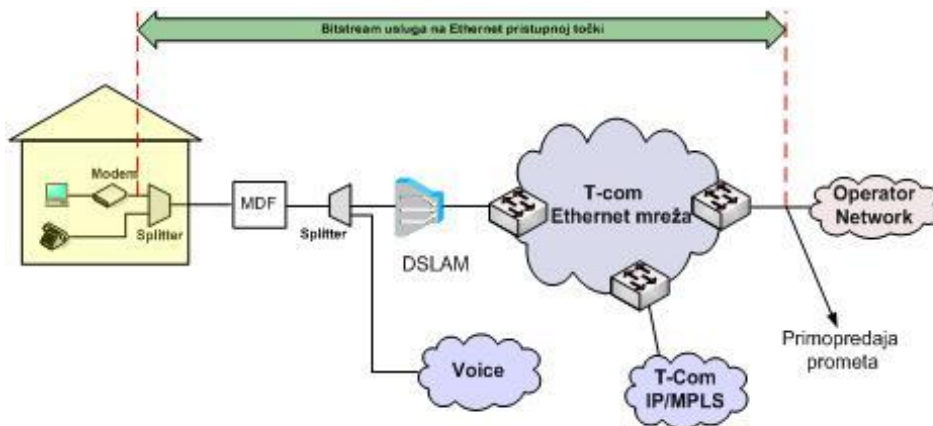 Bitstream usluga na Ethernet pristupnoj točki
Modem
Splitter
MDF
Splitter
DSLAM
T-com
Ethernet mreža
Operator
Network
Primopredaja
prometa
Voice
T-Com
IP/MPLS